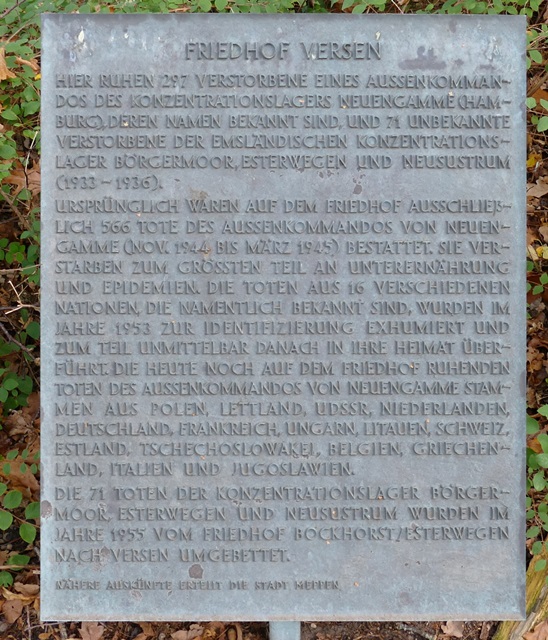 FRIEDHOF VERSEN
HIER RUHEN 297 VERSTORBENE EINES AUSSENKOMMAN-
DOS DES KONZENTRATIONSLAGERS NEUENGAMME (HAM-
BURG), DEREN NAMEN BEKANNT SIND, UND 71 UNBEKANNTE
VERSTORBENE DER EMSLÄNDISCHEN KONZENTRATIONS-
LAGER BÖRGERMOOR, ESTERWEGEN UND NEUSUSTRUM
(1933 – 1936).
URSPRÜNGLICH WAREN AUF DEM FRIEDHOF AUSSCHLIEß-
LICH 566 TOTE DES AUSSENKOMMANDOS VON NEUEN-
GAMME (NOV. 1944 BIS MÄRZ 1945) BESTATTET. SIE VER-
STARBEN ZUM GRÖSSTEN TEIL AN UNTERERNÄHRUNG
UND EPIDEMIEN. DIE TOTEN AUS 16 VERSCHIEDENEN
NATIONEN, DIE NAMENTLICH BEKANNT SIND, WURDEN IM
JAHRE 1953 ZUR IDENTIFIZIERUNG EXHUMIERT UND
ZUM TEIL UNMITTELBAR DANACH IN IHRE HEIMAT ÜBER-
FÜHRT. DIE HEUTE NOCH AUF DEM FRIEDHOF RUHENDEN
TOTEN DES AUSSENKOMMANDOS VON NEUENGAMME STAM-
MEN AUS POLEN, LETTLAND, UDSSR, NIEDERLANDEN,
DEUTSCHLAND, FRANKREICH, UNGARN, LITAUEN, SCHWEIZ,
ESTLAND, TSCHECHOSLOWAKEI, BELGIEN, GRIECHEN-
LAND, ITALIEN UND JUGOSLAWIEN.
DIE 71 TOTEN DER KONZENTRATIONSLAGER BÖRGER-
MOOR, ESTERWEGEN UND NEUSUSTRUM WURDEN IM
JAHRE 1955 VOM FRIEDHOF BOCKHORST/ESTERWEGEN
NACH VERSEN UMGEBETTET.
NÄHERE AUSKÜNFTE ERTEILT DIE STADT MEPPEN.